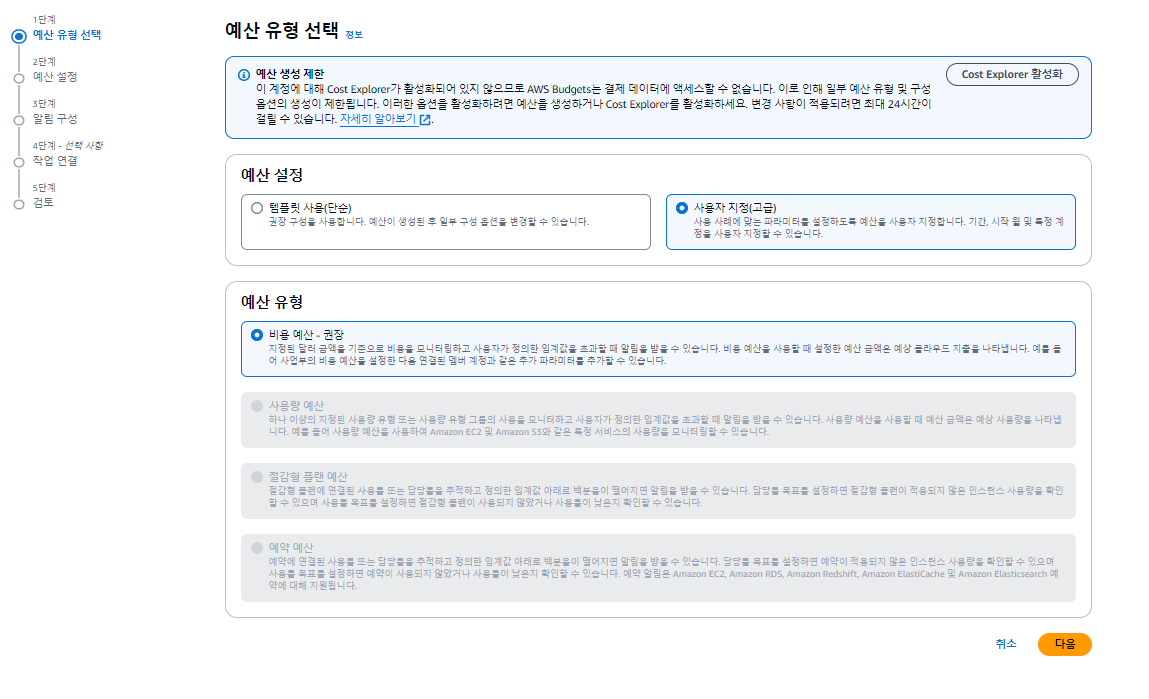 1단계
예산 유형 선택
2단계
예산 설정
3단계
알림 구성
4단계 - 선택 사항
작업 연결
5단계
검토
예산 유형 선택 정보
예산 생성 제한
이 계정에 대해 Cost Explorer가 활성화되어 있지 않으므로 AWS Budgets는 결제 데이터에 액세스할 수 없습니다. 이로 인해 일부 예산 유형 및 구성
옵션의 생성이 제한됩니다. 이러한 옵션을 활성화하려면 예산을 생성하거나 Cost Explorer를 활성화하세요. 변경 사항이 적용되려면 최대 24시간이
걸릴 수 있습니다. 자세히 알아보기.
Cost Explorer 활성화
예산 설정
템플릿 사용(단순)
권장 구성을 사용합니다. 예산이 생성된 후 일부 구성 옵션을 변경할 수 있습니다.
사용자 지정(고급)
사용 사례에 맞는 파라미터를 설정하도록 예산을 사용자 지정합니다. 기간, 시작 월 및 특정 계
정을 사용자 지정할 수 있습니다.
예산 유형
비용 예산 - 권장
지정된 달러 금액을 기준으로 비용을 모니터링하고 사용자가 정의한 임계값을 초과할 때 알림을 받을 수 있습니다. 비용 예산을 사용할 때 설정한 예산 금액은 예상 클라우드 지출을 나타냅니다. 예를 들
어 사업부의 비용 예산을 설정한 다음 연결된 멤버 계정과 같은 추가 파라미터를 추가할 수 있습니다.
사용량 예산
하나 이상의 지정된 사용량 유형 또는 사용량 유형 그룹의 사용을 모니터하고 사용자가 정의한 임계값을 초과할 때 알림을 받을 수 있습니다. 사용량 예산을 사용할 때 예산 금액은 예상 사용량을 나타냅
니다. 예를 들어 사용량 예산을 사용하여 Amazon EC2 및 Amazon S3와 같은 특정 서비스의 사용량을 모니터링할 수 있습니다.
절감형 플랜 예산
절감형 플랜에 연결된 사용률 또는 담당률을 추적하고 정의한 임계값 아래로 백분율이 떨어지면 알림을 받을 수 있습니다. 담당률 목표를 설정하면 절감형 플랜이 적용되지 않은 인스턴스 사용량을 확인
할 수 있으며 사용률 목표를 설정하면 절감형 플랜이 사용되지 않았거나 사용률이 낮은지 확인할 수 있습니다.
예약 예산
예약에 연결된 사용률 또는 담당률을 추적하고 정의한 임계값 아래로 백분율이 떨어지면 알림을 받을 수 있습니다. 담당률 목표를 설정하면 예약이 적용되지 않은 인스턴스 사용량을 확인할 수 있으며
사용률 목표를 설정하면 예약이 사용되지 않았거나 사용률이 낮은지 확인할 수 있습니다. 예약 알림은 Amazon EC2, Amazon RDS, Amazon Redshift, Amazon ElastiCache 및 Amazon Elasticsearch 예
약에 대해 지원됩니다.
취소
다음